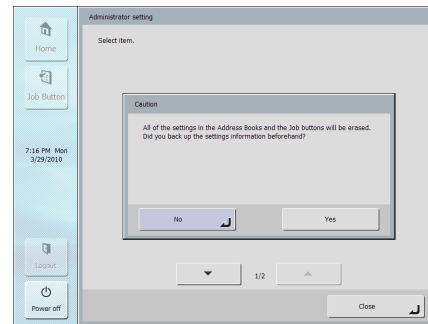 Administrator setting
Home
Select item.
Job Button
Caution
All of the settings in the Address Books and the Job buttons will be erased.
Did you back up the settings information beforehand?
7:16 PM Mon
3/29/2010
No
Yes
Logout
1/2
Power off
Close